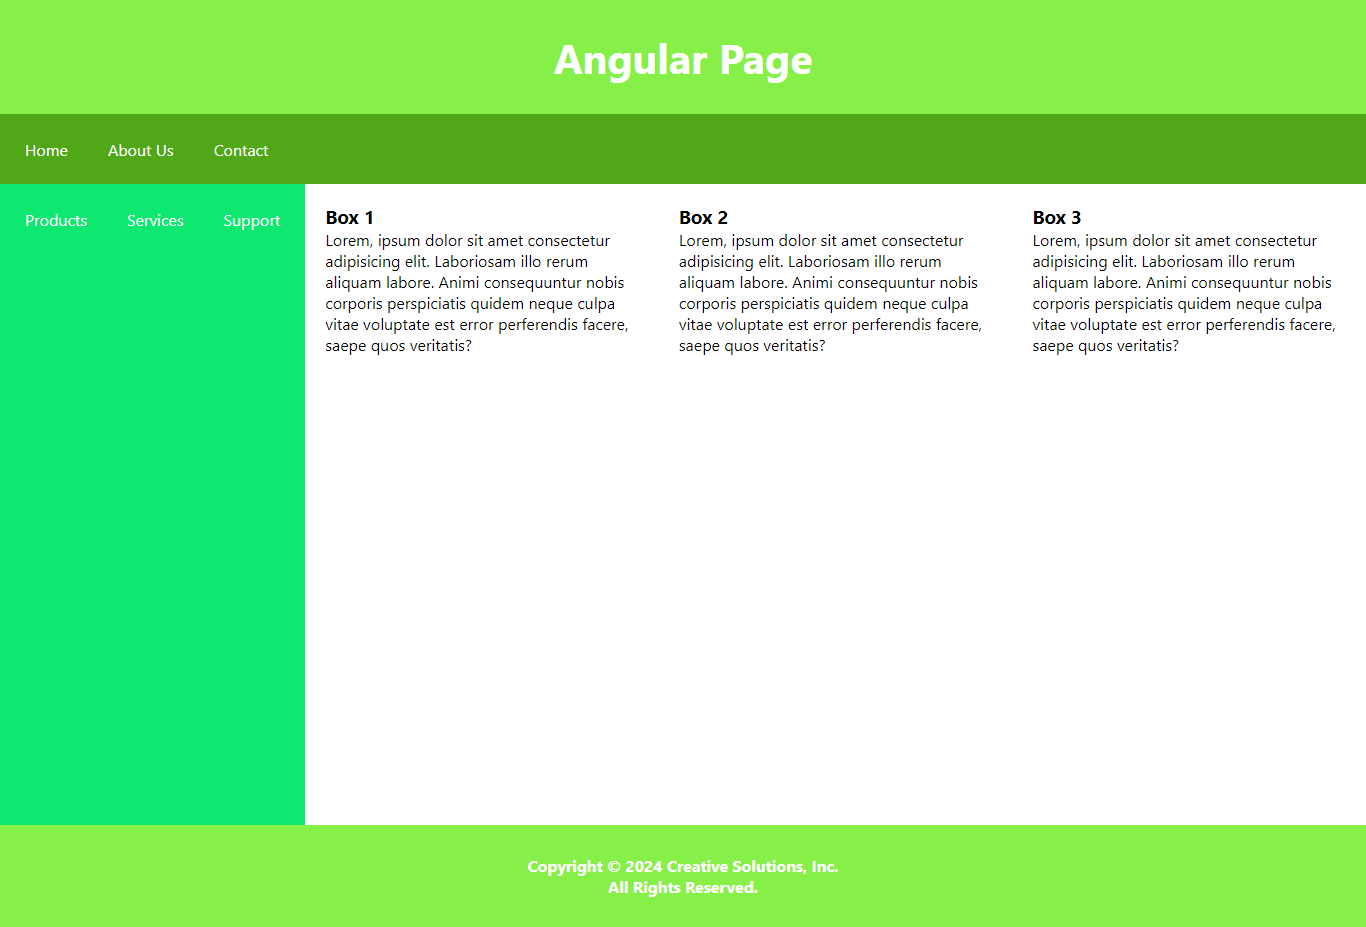 Angular Page
Home About Us Contact
Products Services Support
Box 1
Lorem, ipsum dolor sit amet consectetur
adipisicing elit. Laboriosam illo rerum
aliquam labore. Animi consequuntur nobis
corporis perspiciatis quidem neque culpa
vitae voluptate est error perferendis facere,
saepe quos veritatis?
Box 2
Lorem, ipsum dolor sit amet consectetur
adipisicing elit. Laboriosam illo rerum
aliquam labore. Animi consequuntur nobis
corporis perspiciatis quidem neque culpa
vitae voluptate est error perferendis facere,
saepe quos veritatis?
Box 3
Lorem, ipsum dolor sit amet consectetur
adipisicing elit. Laboriosam illo rerum
aliquam labore. Animi consequuntur nobis
corporis perspiciatis quidem neque culpa
vitae voluptate est error perferendis facere,
saepe quos veritatis?
Copyright © 2024 Creative Solutions, Inc.
All Rights Reserved.